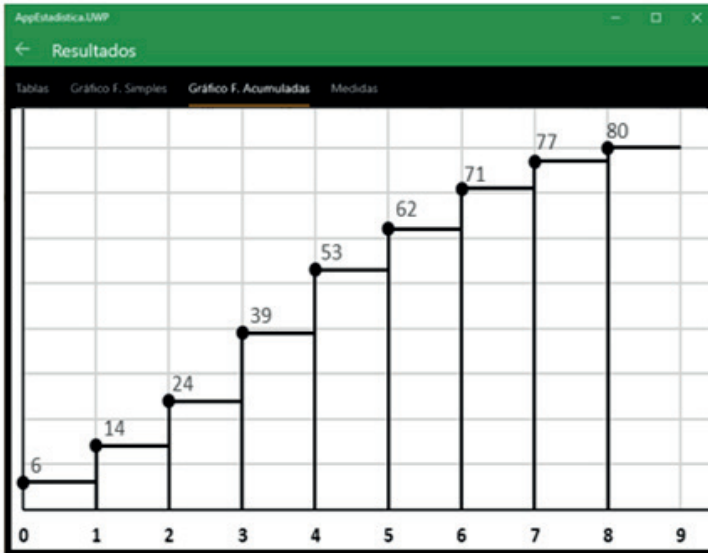 AppEstadistica.UWP
← Resultados
Tablas Gráfico F. Simples Gráfico F. Acumuladas Medidas
80
77
71
62
53
39
24
14
6
0 1 2 3 4 5 6 7 8 9